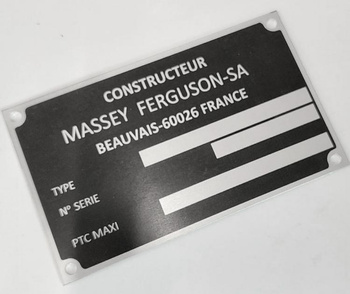 CONSTRUCTEUR
MASSEY FERGUSON-SA
BEAUVAIS-60026 FRANCE
TYPE
N° SERIE
PTC MAXI